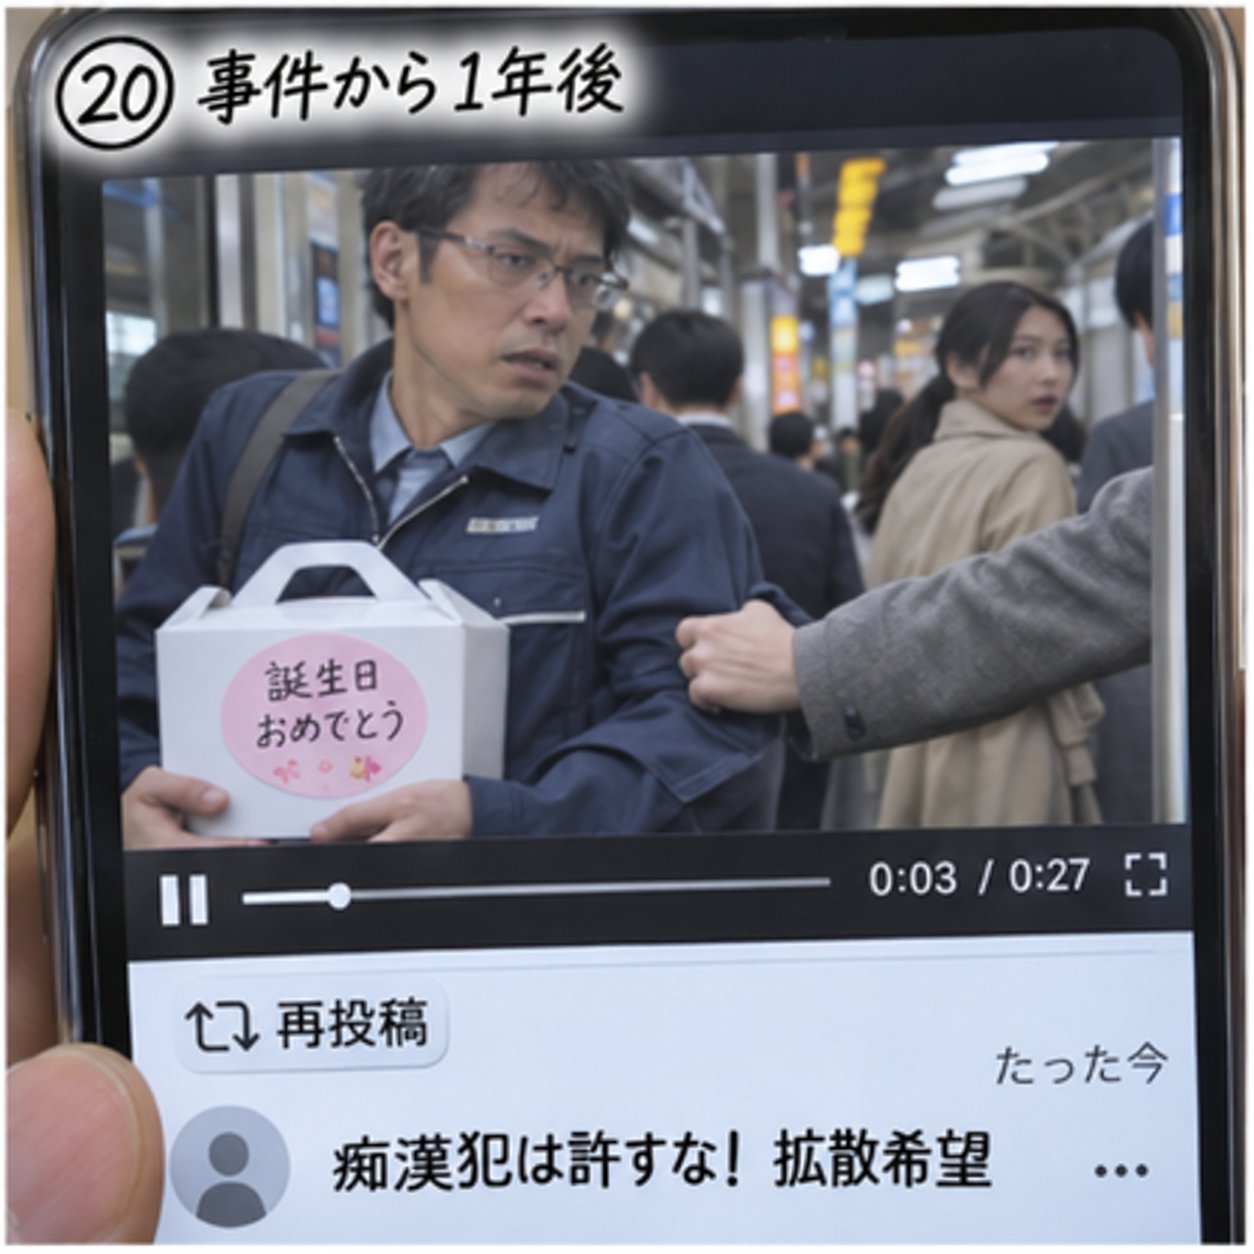 ⑳ 事件から1年後
誕生日
おめでとう
0:03 / 0:27
再投稿
たった今
痴漢犯は許すな! 拡散希望